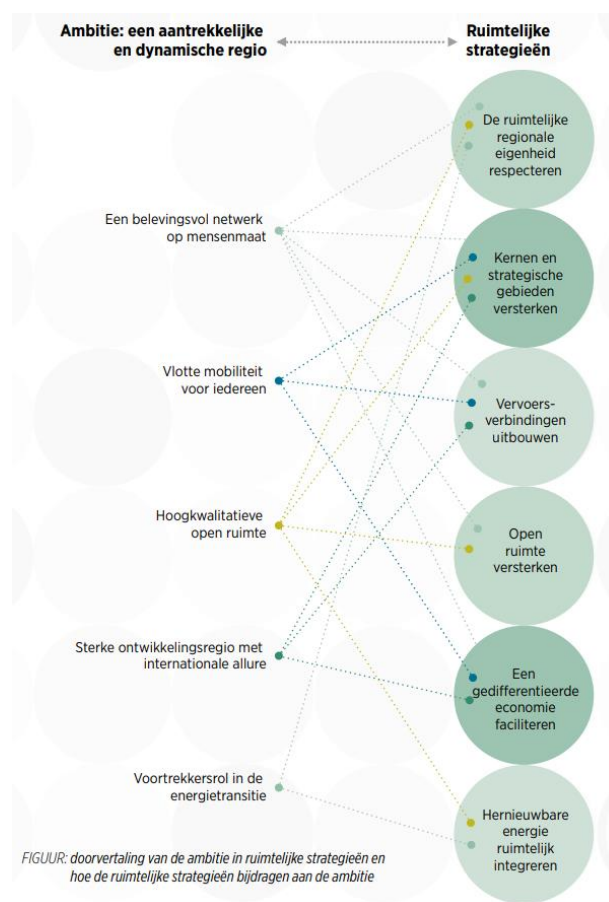 Ambitie: een aantrekkelijke
en dynamische regio
Ruimtelijke
strategieën
De ruimtelijke
regionale
eigenheid
respecteren
Een belevingsvol netwerk
op mensenmaat
Kernen en
strategische
gebieden
versterken
Vlotte mobiliteit
voor iedereen
Vervoers-
verbindingen
uitbouwen
Hoogkwalitatieve
open ruimte
Open
ruimte
versterken
Sterke ontwikkelingsregio met
internationale allure
Een
gedifferentieerde
economie
faciliteren
Voortrekkersrol in de
energietransitie
Hernieuwbare
energie
ruimtelijk
integreren
FIGUUR: doorvertaling van de ambitie in ruimtelijke strategieën en
hoe de ruimtelijke strategieën bijdragen aan de ambitie